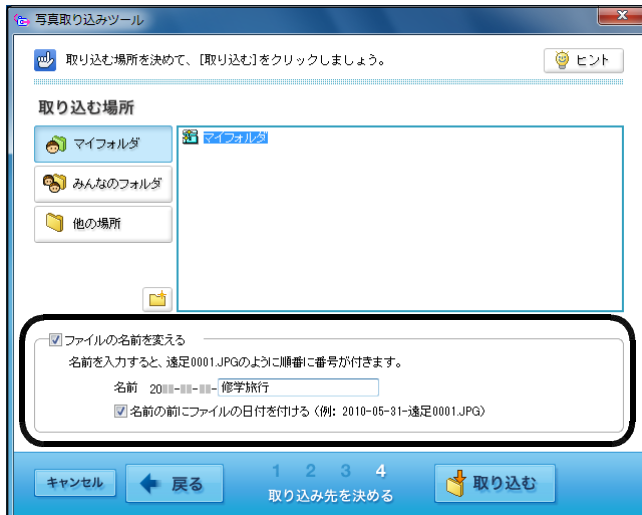 写真取り込みツール
取り込む場所を決めて、[取り込む]をクリックしましょう。
ヒント
取り込む場所
マイフォルダ
マイフォルダ
みんなのフォルダ
他の場所
ファイルの名前を変える
名前を入力すると、遠足0001.JPGのように順番に番号が付きます。
名前 20 - - - 修学旅行
名前の前にファイルの日付を付ける（例: 2010-05-31-遠足0001.JPG）
キャンセル
戻る
1 2 3 4
取り込み先を決める
取り込む